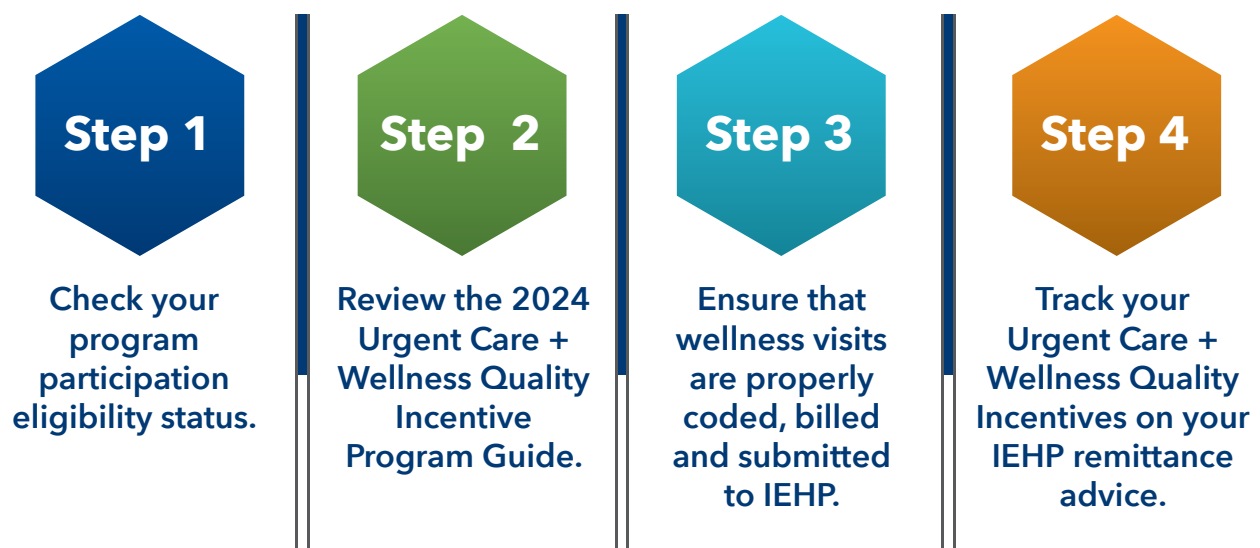 Step 1
Check your
program
participation
eligibility status.
Step 2
Review the 2024
Urgent Care +
Wellness Quality
Incentive
Program Guide.
Step 3
Ensure that
wellness visits
are properly
coded, billed
and submitted
to IEHP.
Step 4
Track your
Urgent Care +
Wellness Quality
Incentives on your
IEHP remittance
advice.